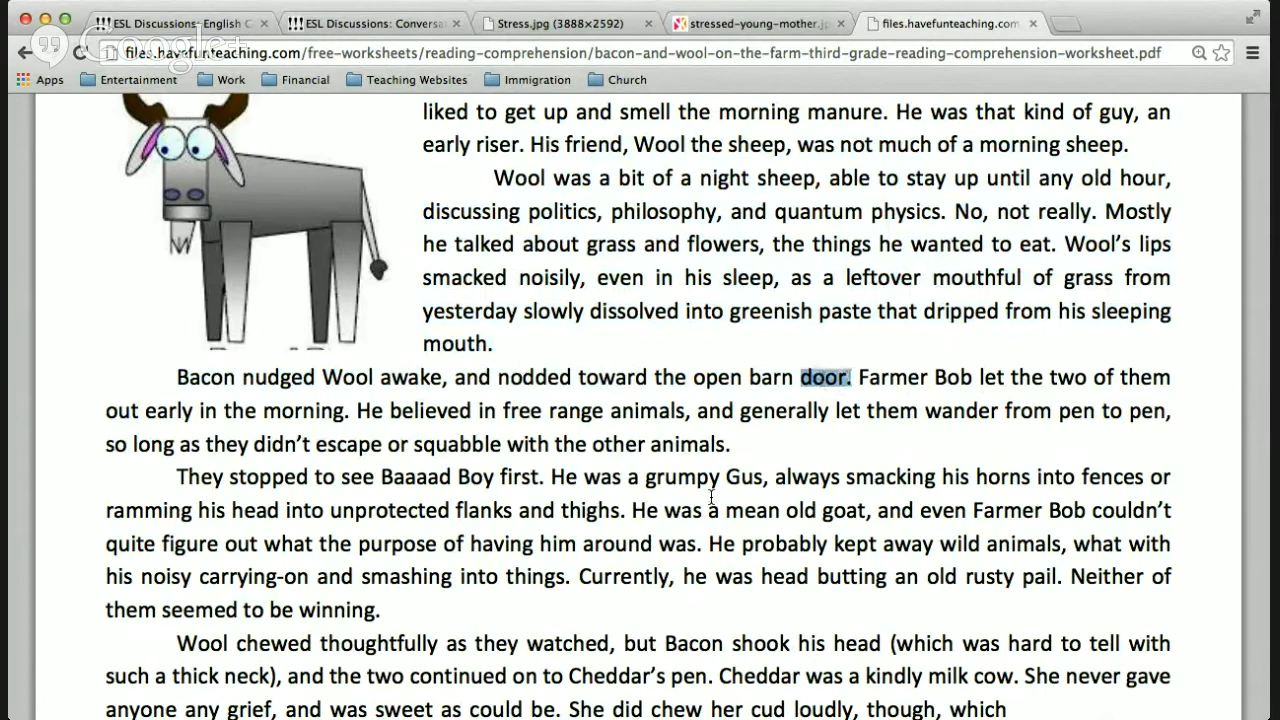 ESL Discussions: English C
ESL Discussions: Conversa
Stress.jpg (3888×2592)
stressed-young-mother.jp
files.havefunteaching.com
Google+
files.havefunteaching.com/free-worksheets/reading-comprehension/bacon-and-wool-on-the-farm-third-grade-reading-comprehension-worksheet.pdf
Apps Entertainment Work Financial Teaching Websites Immigration Church
liked to get up and smell the morning manure. He was that kind of guy, an
early riser. His friend, Wool the sheep, was not much of a morning sheep.
Wool was a bit of a night sheep, able to stay up until any old hour,
discussing politics, philosophy, and quantum physics. No, not really. Mostly
he talked about grass and flowers, the things he wanted to eat. Wool’s lips
smacked noisily, even in his sleep, as a leftover mouthful of grass from
yesterday slowly dissolved into greenish paste that dripped from his sleeping
mouth.
Bacon nudged Wool awake, and nodded toward the open barn door. Farmer Bob let the two of them
out early in the morning. He believed in free range animals, and generally let them wander from pen to pen,
so long as they didn’t escape or squabble with the other animals.
They stopped to see Baaaad Boy first. He was a grumpy Gus, always smacking his horns into fences or
ramming his head into unprotected flanks and thighs. He was a mean old goat, and even Farmer Bob couldn’t
quite figure out what the purpose of having him around was. He probably kept away wild animals, what with
his noisy carrying-on and smashing into things. Currently, he was head butting an old rusty pail. Neither of
them seemed to be winning.
Wool chewed thoughtfully as they watched, but Bacon shook his head (which was hard to tell with
such a thick neck), and the two continued on to Cheddar’s pen. Cheddar was a kindly milk cow. She never gave
anyone any grief, and was sweet as could be. She did chew her cud loudly, though, which